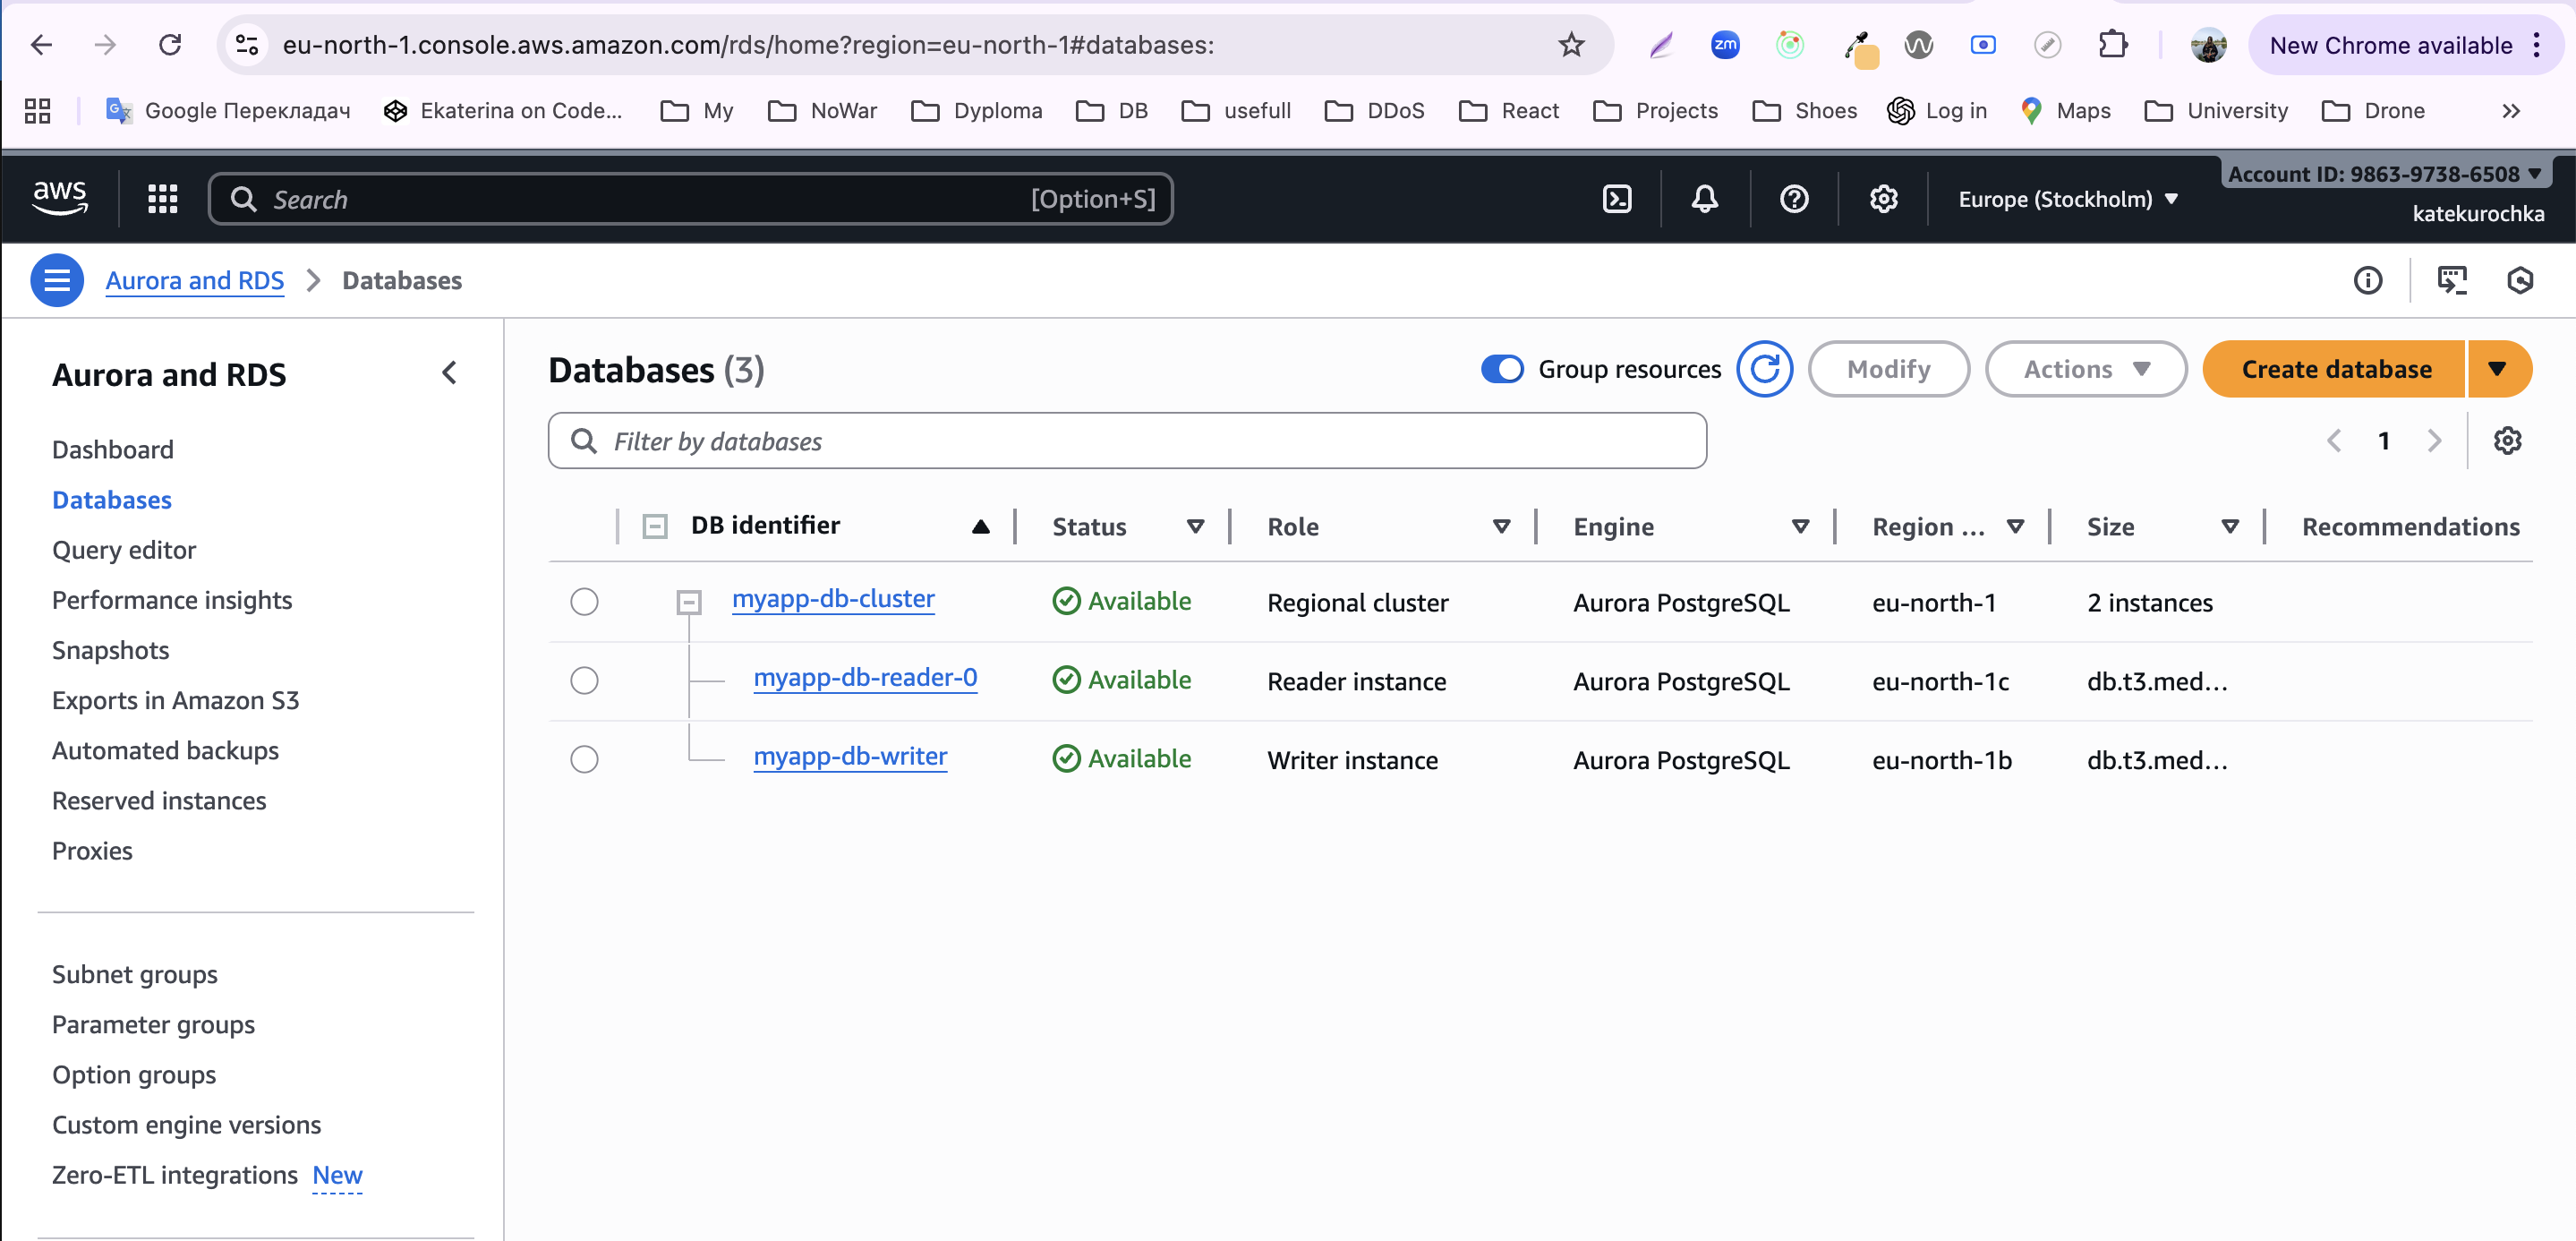 eu-north-1.console.aws.amazon.com/rds/home?region=eu-north-1#databases:
zm
New Chrome available
Google Перекладач
Ekaterina on Code...
My
NoWar
Dyploma
DB
usefull
DDoS
React
Projects
Shoes
Log in
Maps
University
Drone
aws
Search
[Option+S]
Europe (Stockholm)
Account ID: 9863-9738-6508
katekurochka
Aurora and RDS
Databases
Aurora and RDS
Dashboard
Databases
Query editor
Performance insights
Snapshots
Exports in Amazon S3
Automated backups
Reserved instances
Proxies
Subnet groups
Parameter groups
Option groups
Custom engine versions
Zero-ETL integrations New
Databases (3)
Group resources
Modify
Actions
Create database
Filter by databases
1
DB identifier Status Role Engine Region ... Size Recommendations
myapp-db-cluster Available Regional cluster Aurora PostgreSQL eu-north-1 2 instances
myapp-db-reader-0 Available Reader instance Aurora PostgreSQL eu-north-1c db.t3.med...
myapp-db-writer Available Writer instance Aurora PostgreSQL eu-north-1b db.t3.med...